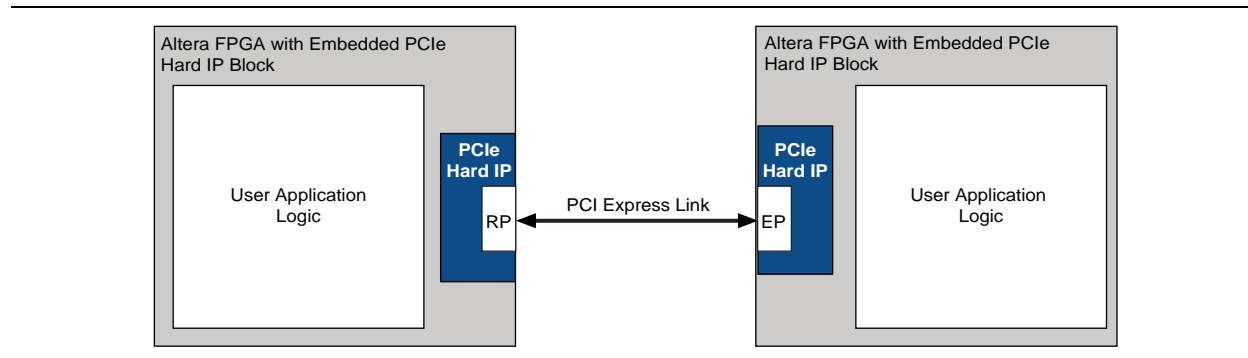 Altera FPGA with Embedded PCIe
Hard IP Block
User Application
Logic
PCIe
Hard IP
RP
PCI Express Link
Altera FPGA with Embedded PCIe
Hard IP Block
PCIe
Hard IP
EP
User Application
Logic